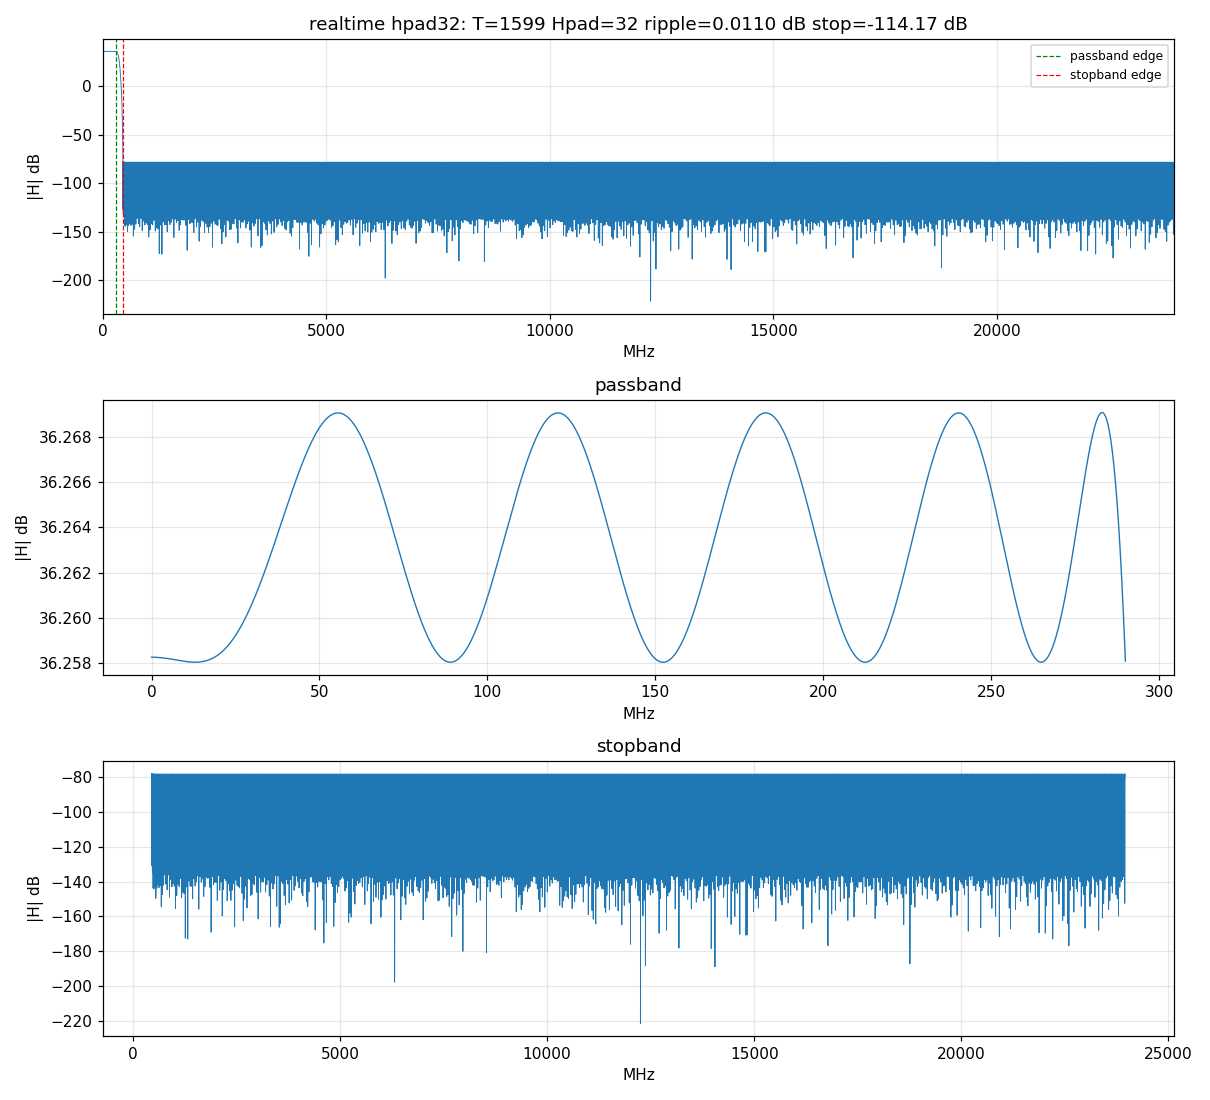 realtime hpad32: T=1599 Hpad=32 ripple=0.0110 dB stop=-114.17 dB
passband edge
stopband edge
|H| dB
0
−50
−100
−150
−200
0 5000 10000 15000 20000
MHz
passband
|H| dB
36.268
36.266
36.264
36.262
36.260
36.258
0 50 100 150 200 250 300
MHz
stopband
|H| dB
−80
−100
−120
−140
−160
−180
−200
−220
0 5000 10000 15000 20000 25000
MHz